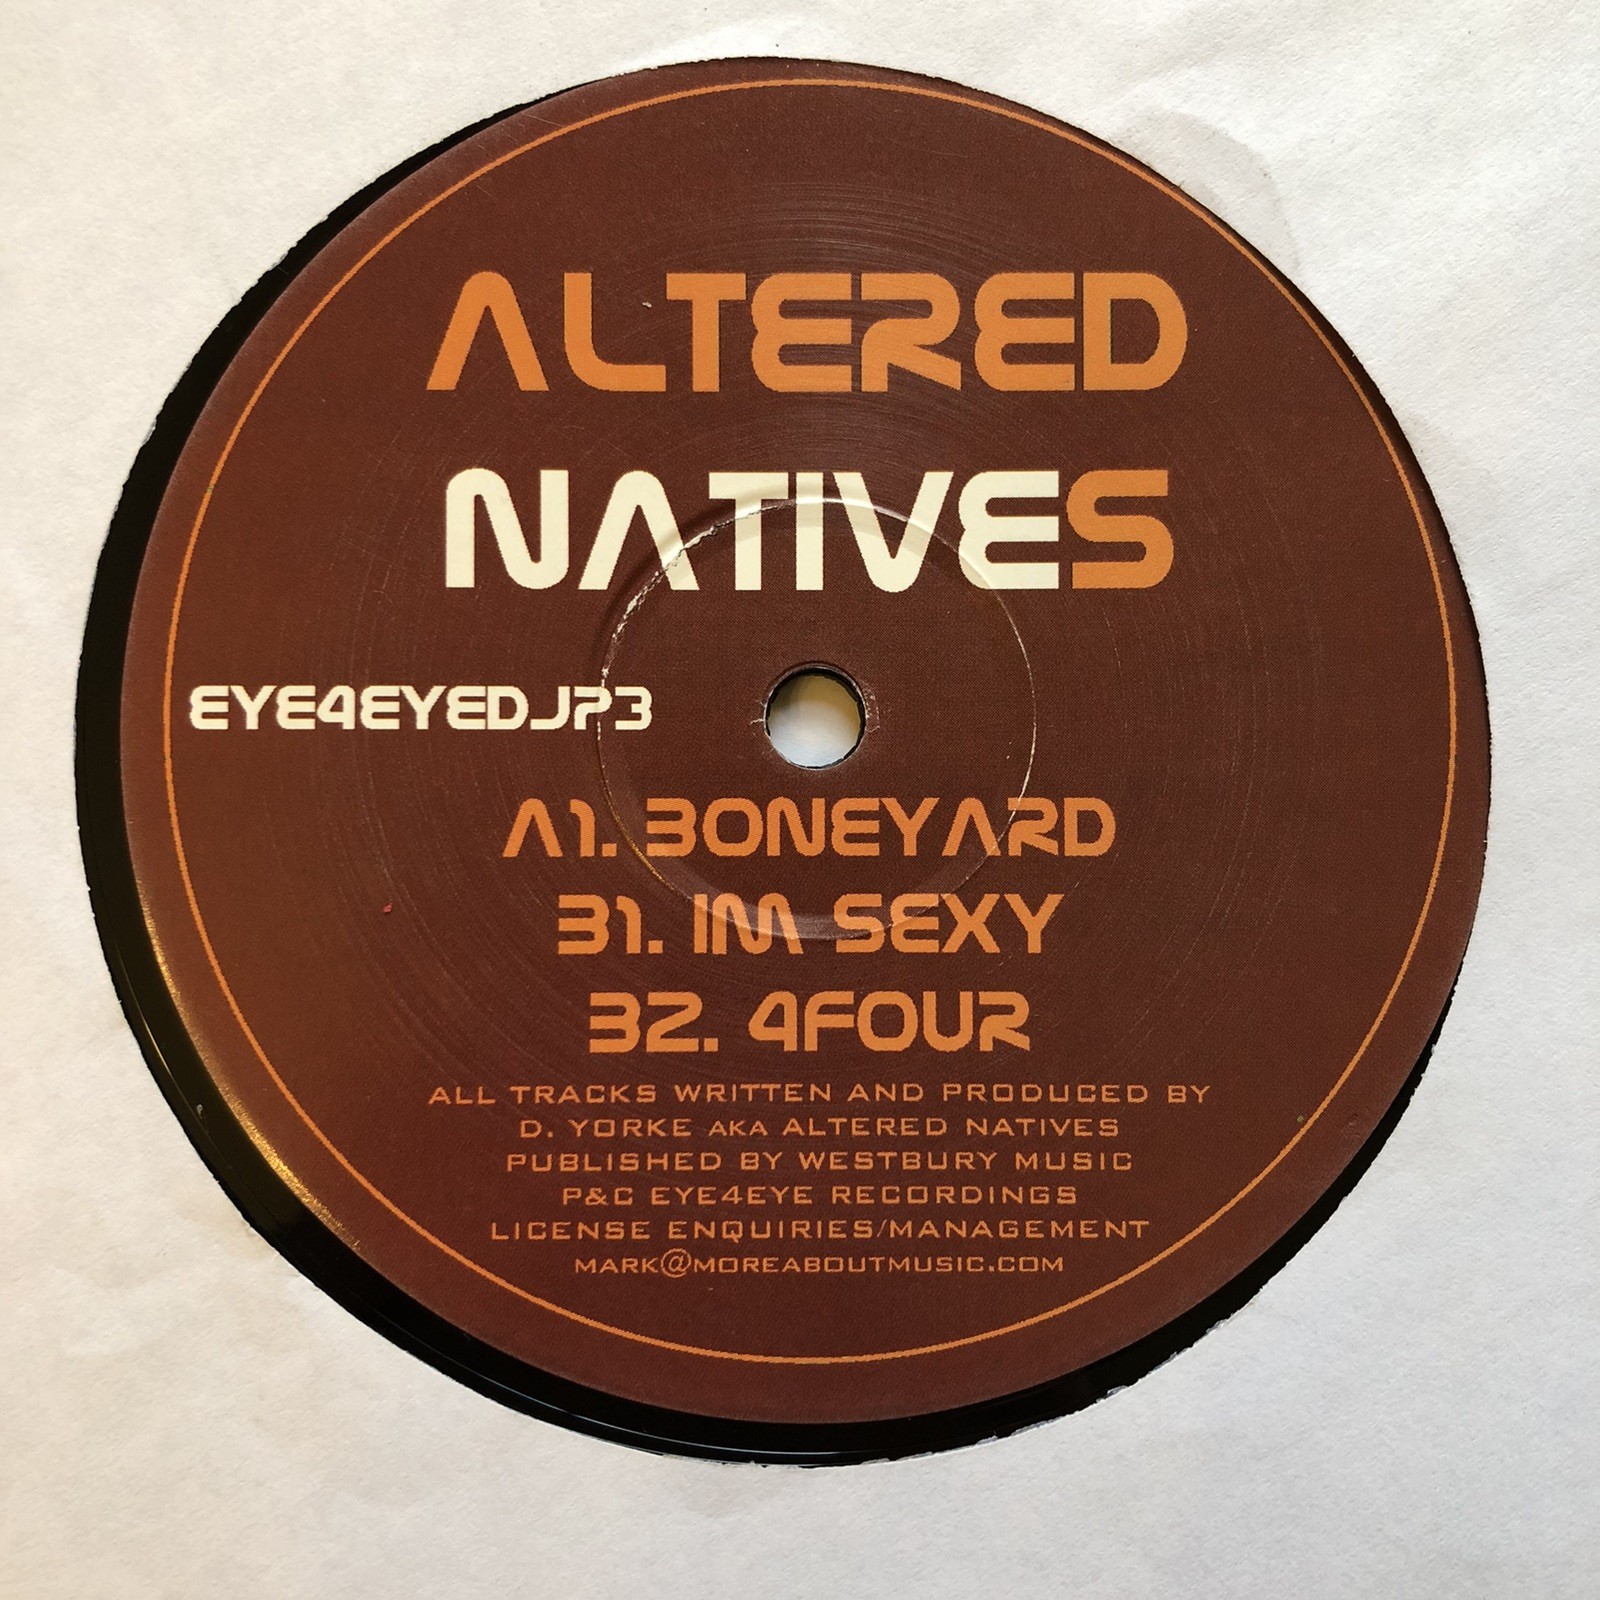 ALTERED
NATIVES
EYE4EYEDJP3
A1. BONEYARD
B1. IM SEXY
B2. 4FOUR
ALL TRACKS WRITTEN AND PRODUCED BY
D. YORKE AKA ALTERED NATIVES
PUBLISHED BY WESTBURY MUSIC
P&C EYE4EYE RECORDINGS
LICENSE ENQUIRIES/MANAGEMENT
MARK@MOREABOUTMUSIC.COM